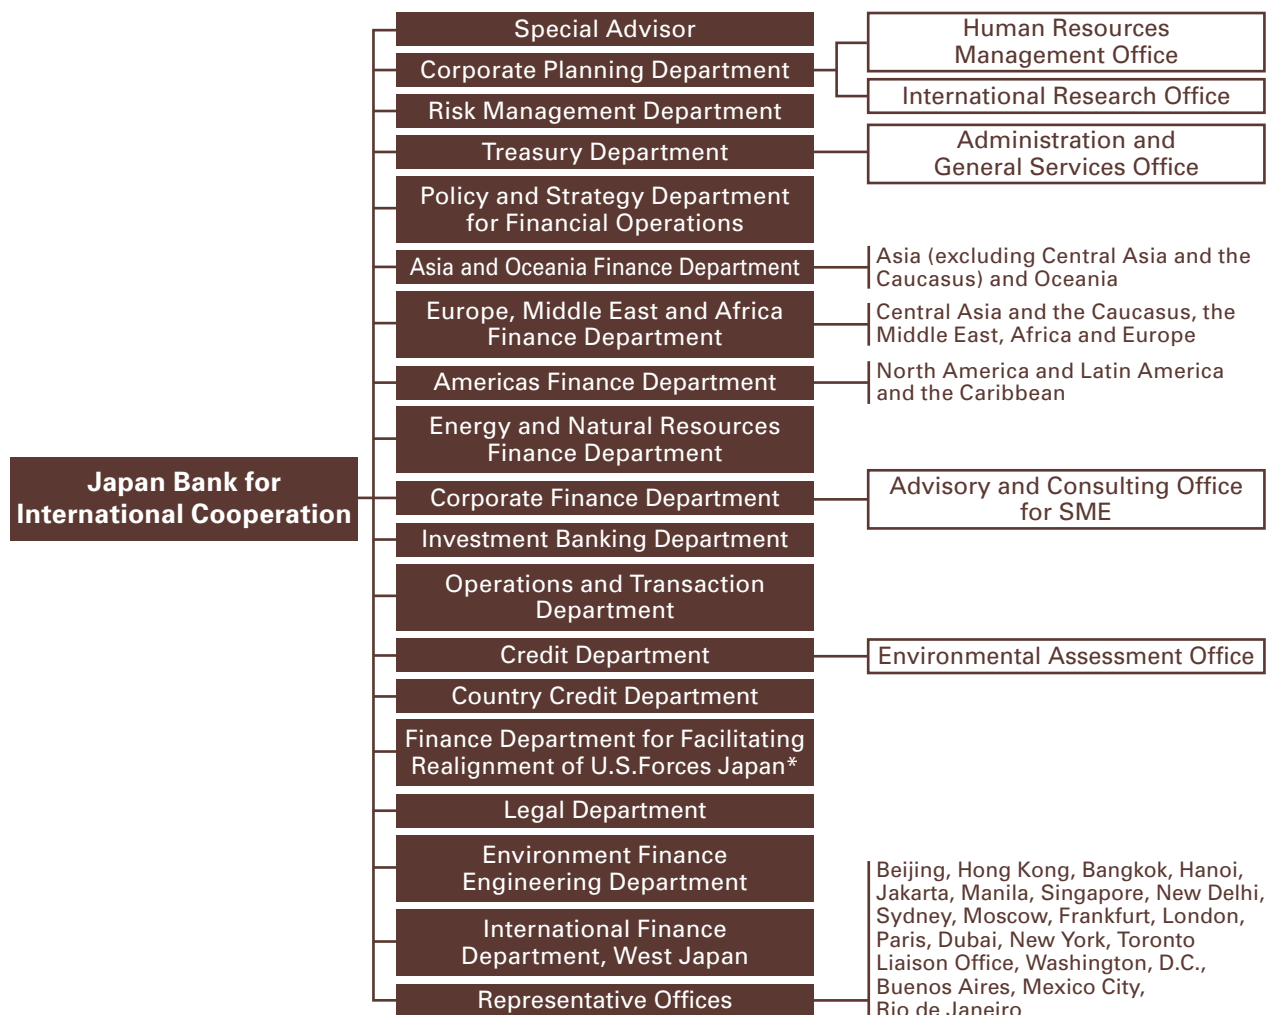 Special Advisor
Human Resources
Management Office
Corporate Planning Department
International Research Office
Risk Management Department
Treasury Department
Administration and
General Services Office
Policy and Strategy Department
for Financial Operations
Asia and Oceania Finance Department
Asia (excluding Central Asia and the
Caucasus) and Oceania
Europe, Middle East and Africa
Finance Department
Central Asia and the Caucasus, the
Middle East, Africa and Europe
Americas Finance Department
North America and Latin America
and the Caribbean
Energy and Natural Resources
Finance Department
Japan Bank for
International Cooperation
Corporate Finance Department
Advisory and Consulting Office
for SME
Investment Banking Department
Operations and Transaction
Department
Credit Department
Environmental Assessment Office
Country Credit Department
Finance Department for Facilitating
Realignment of U.S.Forces Japan*
Legal Department
Environment Finance
Engineering Department
International Finance
Department, West Japan
Representative Offices
Beijing, Hong Kong, Bangkok, Hanoi,
Jakarta, Manila, Singapore, New Delhi,
Sydney, Moscow, Frankfurt, London,
Paris, Dubai, New York, Toronto
Liaison Office, Washington, D.C.,
Buenos Aires, Mexico City,
Rio de Janeiro